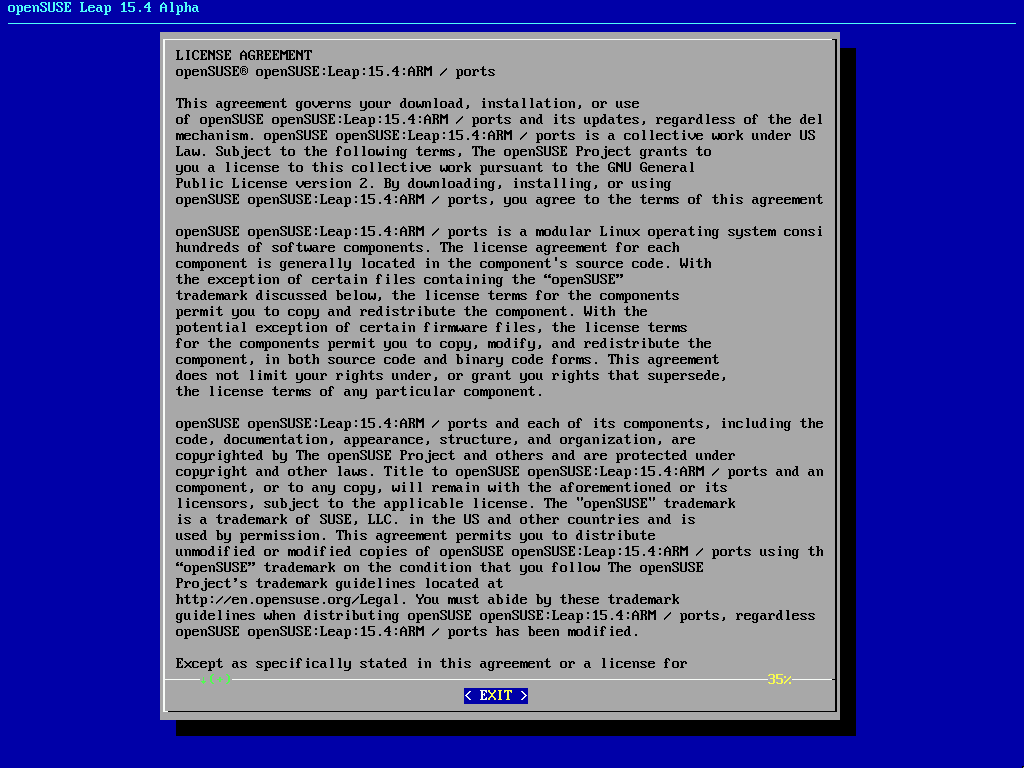 openSUSE Leap 15.4 Alpha
LICENSE AGREEMENT
openSUSE® openSUSE:Leap:15.4:ARM / ports
This agreement governs your download, installation, or use
of openSUSE openSUSE:Leap:15.4:ARM / ports and its updates, regardless of the del
mechanism. openSUSE openSUSE:Leap:15.4:ARM / ports is a collective work under US
Law. Subject to the following terms, The openSUSE Project grants to
you a license to this collective work pursuant to the GNU General
Public License version 2. By downloading, installing, or using
openSUSE openSUSE:Leap:15.4:ARM / ports, you agree to the terms of this agreement
openSUSE openSUSE:Leap:15.4:ARM / ports is a modular Linux operating system consi
hundreds of software components. The license agreement for each
component is generally located in the component's source code. With
the exception of certain files containing the “openSUSE”
trademark discussed below, the license terms for the components
permit you to copy and redistribute the component. With the
potential exception of certain firmware files, the license terms
for the components permit you to copy, modify, and redistribute the
component, in both source code and binary code forms. This agreement
does not limit your rights under, or grant you rights that supersede,
the license terms of any particular component.
openSUSE openSUSE:Leap:15.4:ARM / ports and each of its components, including the
code, documentation, appearance, structure, and organization, are
copyrighted by The openSUSE Project and others and are protected under
copyright and other laws. Title to openSUSE openSUSE:Leap:15.4:ARM / ports and an
component, or to any copy, will remain with the aforementioned or its
licensors, subject to the applicable license. The "openSUSE" trademark
is a trademark of SUSE, LLC. in the US and other countries and is
used by permission. This agreement permits you to distribute
unmodified or modified copies of openSUSE openSUSE:Leap:15.4:ARM / ports using th
“openSUSE” trademark on the condition that you follow The openSUSE
Project’s trademark guidelines located at
http://en.opensuse.org/Legal. You must abide by these trademark
guidelines when distributing openSUSE openSUSE:Leap:15.4:ARM / ports, regardless
openSUSE openSUSE:Leap:15.4:ARM / ports has been modified.
Except as specifically stated in this agreement or a license for
↓(+) 35%
< EXIT >